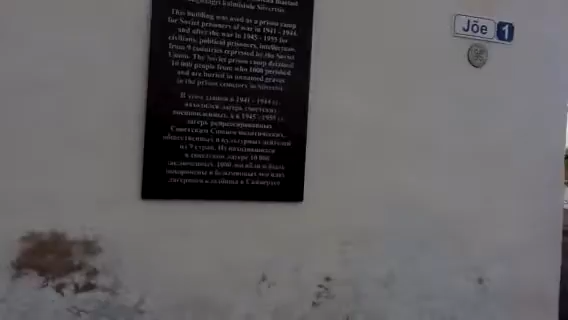 vangilaagri kalmistule Siivertsis.
This building was used as a prison camp
for Soviet prisoners of war in 1941 - 1944
and after the war in 1945 - 1955 for
civilians, political prisoners, intellectuals
from 9 countries repressed by the Soviet
Union. The Soviet prison camp detained
10 000 people from who 1000 perished
and are buried in unnamed graves
in the prison cemetery in Siivertsi.
В этом здании в 1941 - 1944 гг.
находился лагерь советских
военнопленных, а в 1945 - 1955 гг.
лагерь репрессированных
Советским Союзом политических,
общественных и культурных деятелей
из 9 стран. Из находившихся
в советском лагере 10 000
заключенных, 1000 погибли и были
похоронены в безымянных могилах
лагерного кладбища в Сийвертсе
Jõe 1